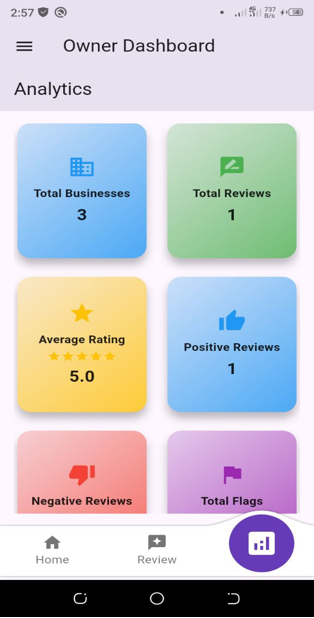 2:57 4G 737 B/s
Owner Dashboard
Analytics
Total Businesses
3
Total Reviews
1
Average Rating
5.0
Positive Reviews
1
Negative Reviews
Total Flags
Home
Review